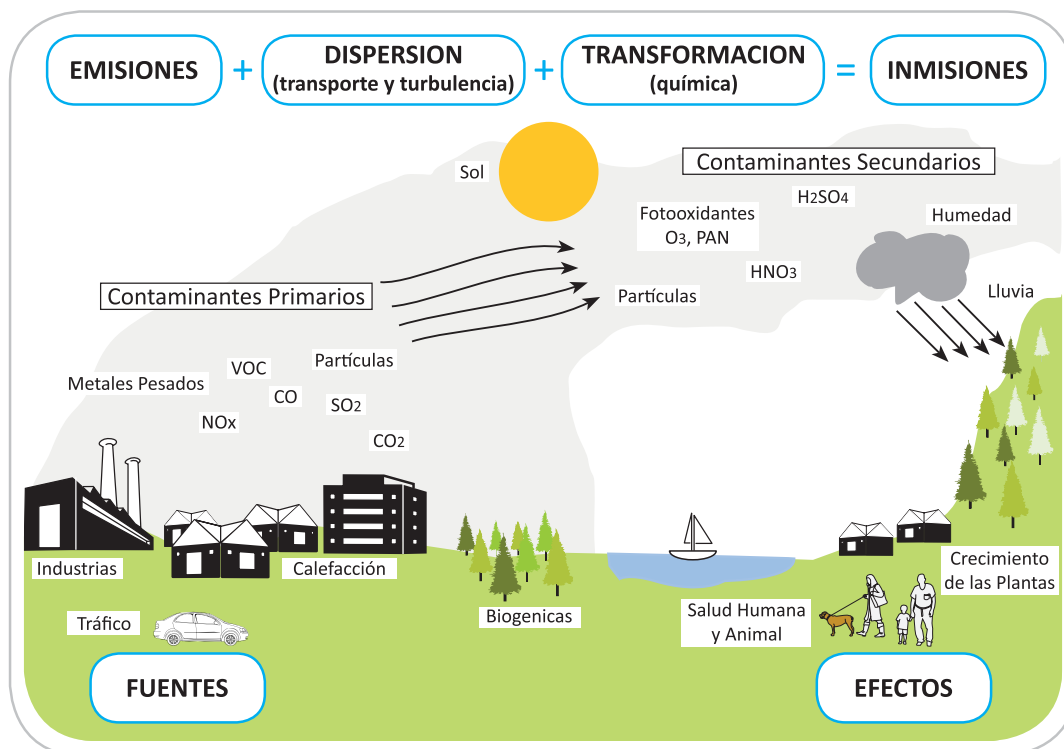 EMISIONES + DISPERSION (transporte y turbulencia) + TRANSFORMACION (química) = INMISIONES
Sol
Contaminantes Secundarios
H2SO4
Fotooxidantes
O3, PAN
Humedad
HNO3
Partículas
Lluvia
Contaminantes Primarios
Partículas
VOC
Metales Pesados
CO
SO2
NOx
CO2
Industrias
Calefacción
Biogenicas
Tráfico
Crecimiento
de las Plantas
Salud Humana
y Animal
FUENTES
EFECTOS